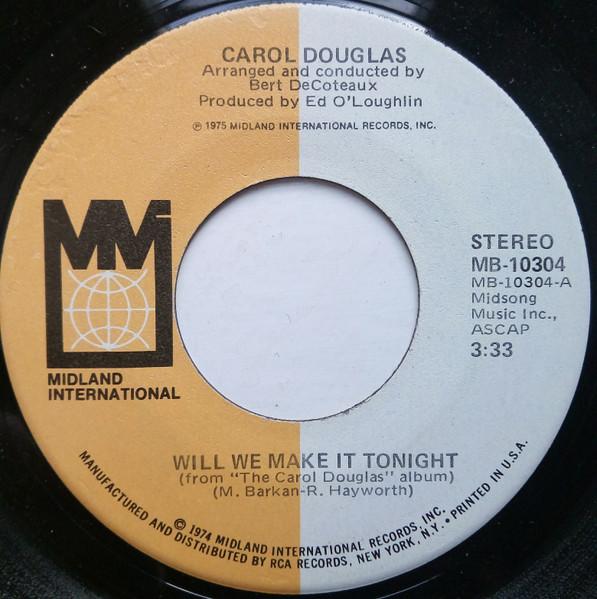 CAROL DOUGLAS
Arranged and conducted by
Bert DeCoteaux
Produced by Ed O'Loughlin
℗ 1975 MIDLAND INTERNATIONAL RECORDS, INC.
MMI
MIDLAND
INTERNATIONAL
STEREO
MB-10304
MB-10304-A
Midsong
Music Inc.,
ASCAP
3:33
WILL WE MAKE IT TONIGHT
(from "The Carol Douglas" album)
(M. Barkan-R. Hayworth)
© 1974 MIDLAND INTERNATIONAL RECORDS, INC.
MANUFACTURED AND DISTRIBUTED BY RCA RECORDS, NEW YORK, N.Y. • PRINTED IN U.S.A.